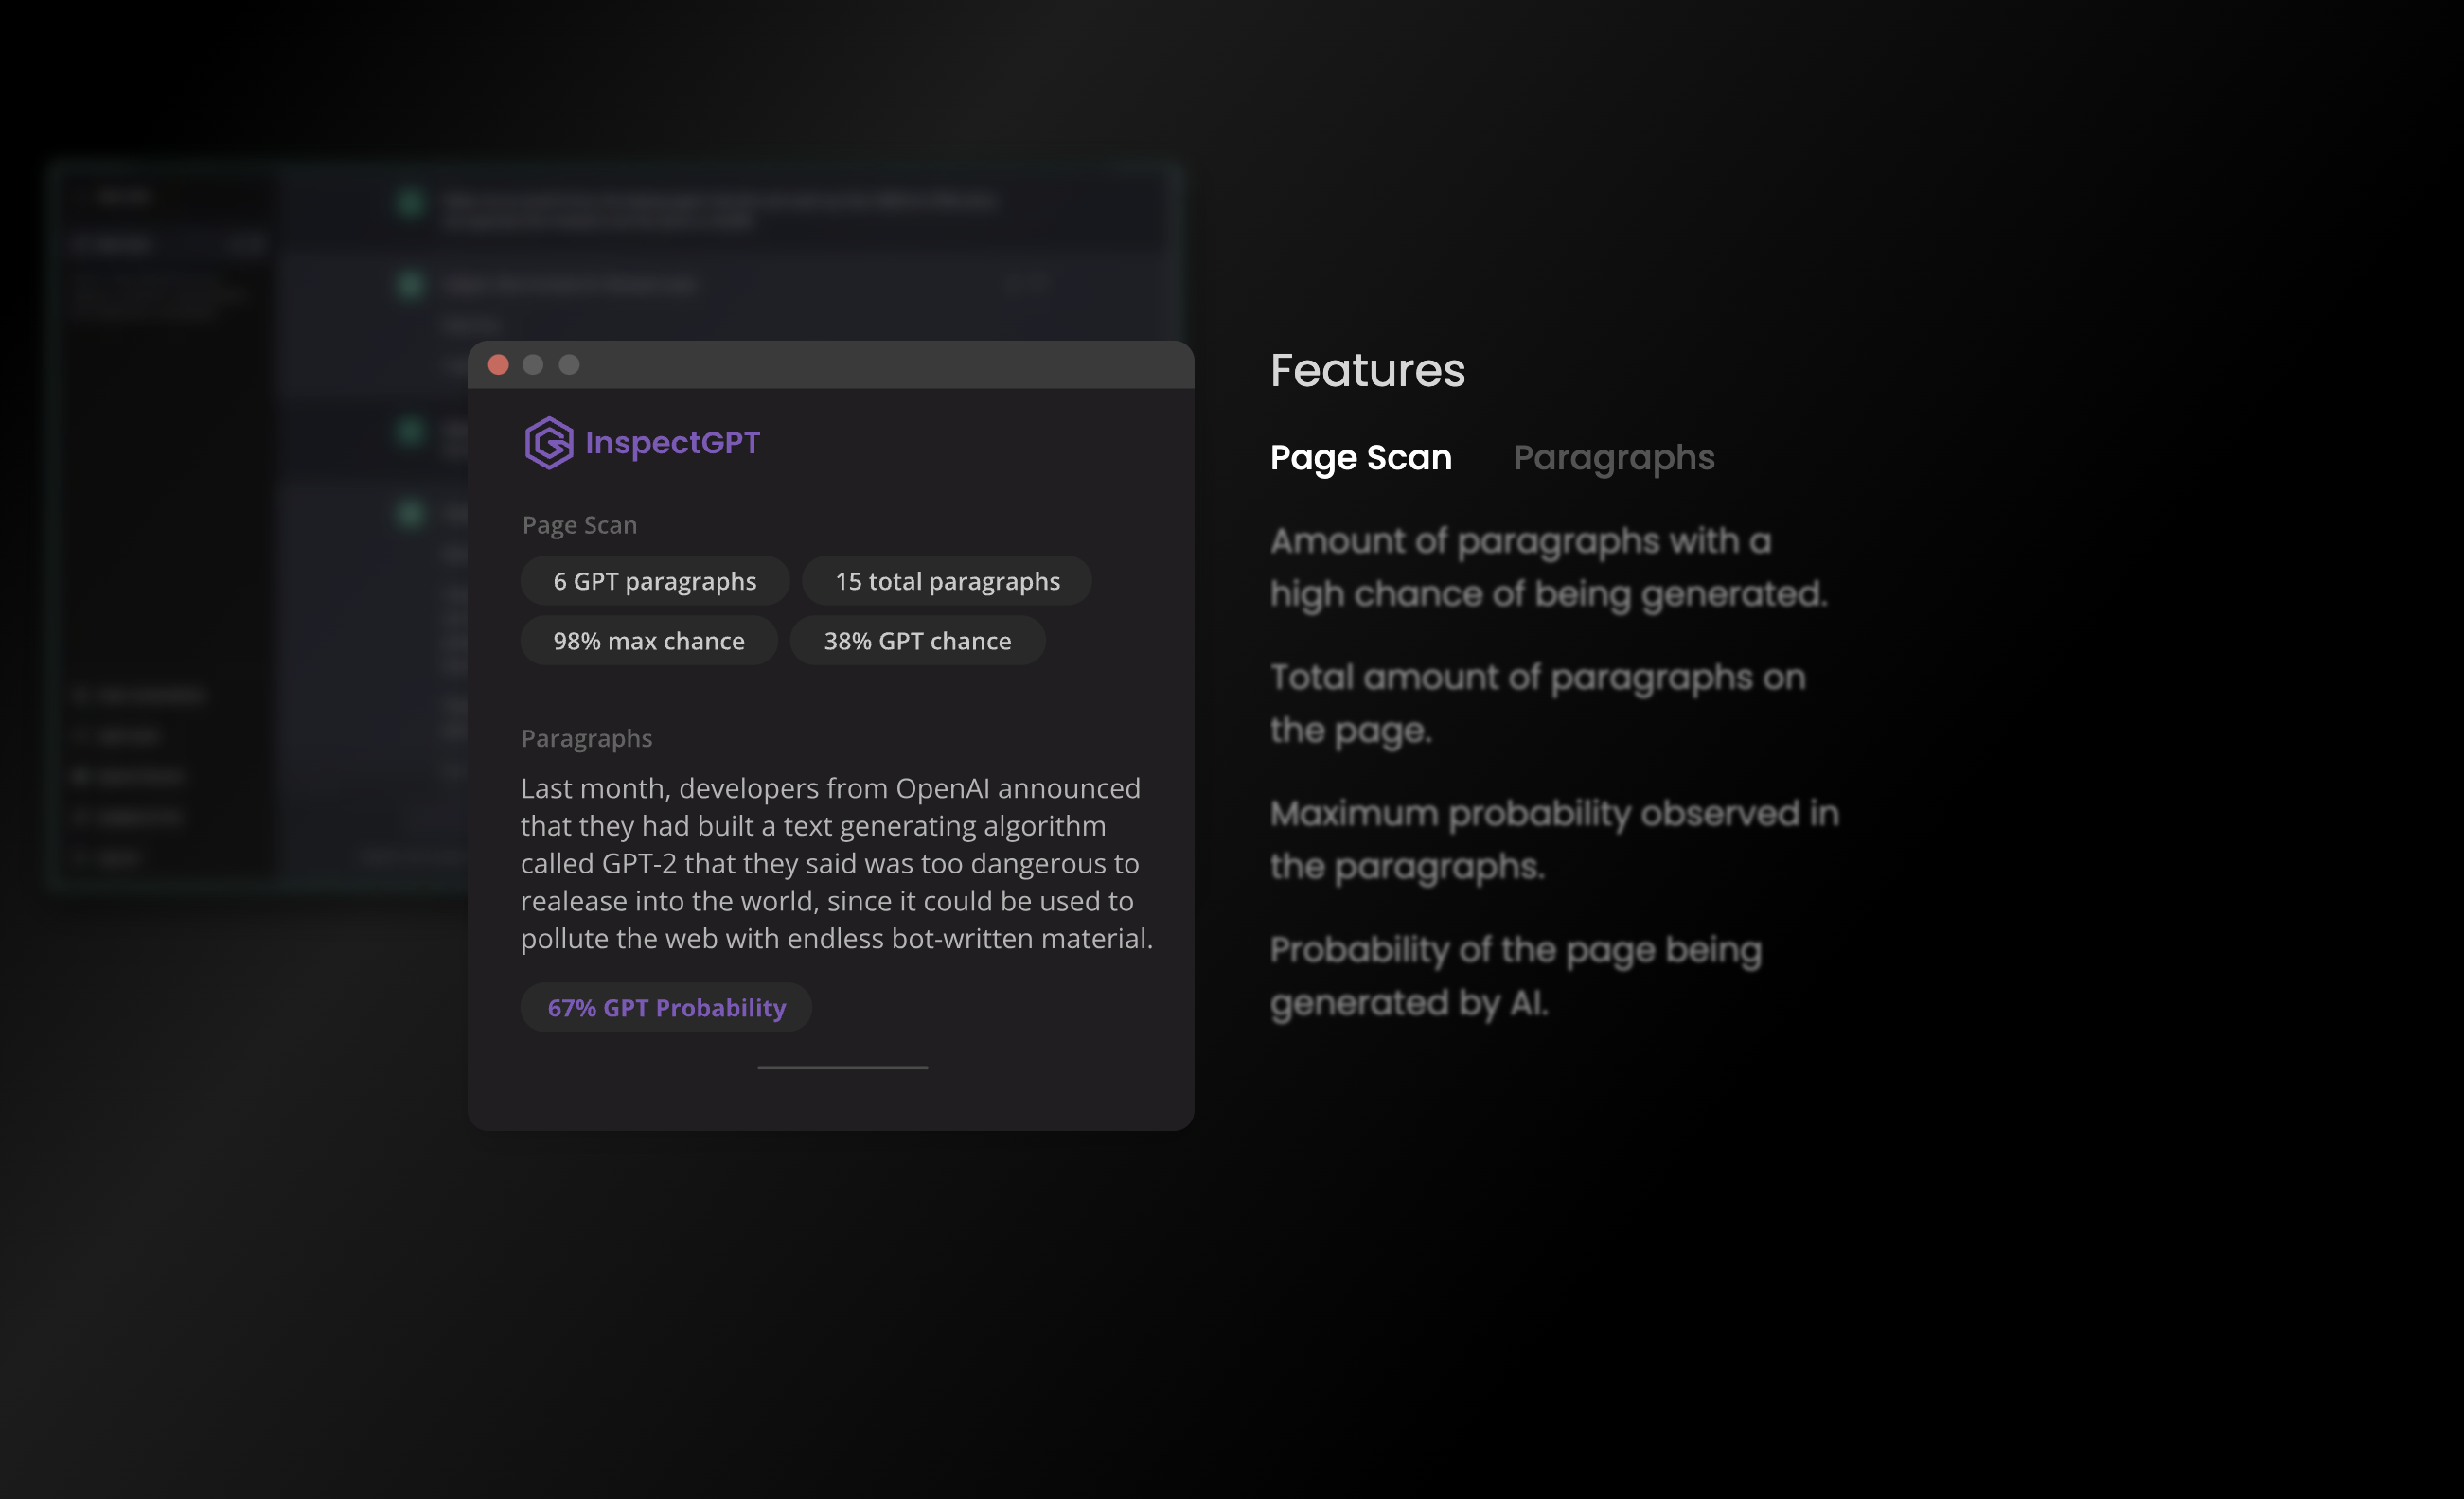 InspectGPT
Page Scan
6 GPT paragraphs
15 total paragraphs
98% max chance
38% GPT chance
Paragraphs
Last month, developers from OpenAI announced
that they had built a text generating algorithm
called GPT-2 that they said was too dangerous to
realease into the world, since it could be used to
pollute the web with endless bot-written material.
67% GPT Probability
Features
Page Scan
Paragraphs
Amount of paragraphs with a
high chance of being generated.
Total amount of paragraphs on
the page.
Maximum probability observed in
the paragraphs.
Probability of the page being
generated by AI.